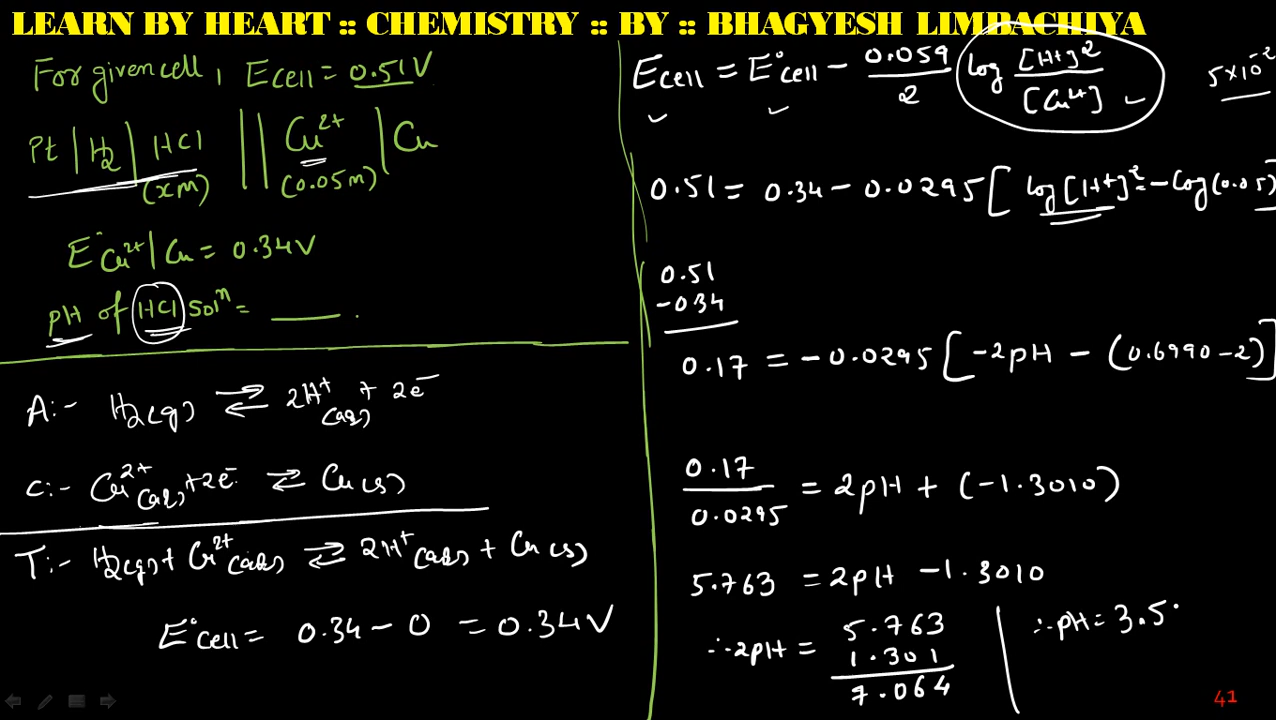 LEARN BY HEART :: CHEMISTRY :: BY :: BHAGYESH LIMBACHIYA
For given cell, Ecell = 0.51V
Pt | H2 | HCl || Cu2+ | Cu
(xM) (0.05M)
E°Cu2+|Cu = 0.34V
pH of HCl Soln = ____.
A:- H2(g) ⇌ 2H+(aq) + 2e-
C:- Cu2+(aq) + 2e- ⇌ Cu(s)
T:- H2(g) + Cu2+(aq) ⇌ 2H+(aq) + Cu(s)
E°cell = 0.34 - 0 = 0.34V
Ecell = E°cell - 0.059/2 log [H+]2/[Cu2+]
5×10-2
0.51 = 0.34 - 0.0295 [log[H+]2 - log(0.05)
0.51
-034
0.17 = -0.0295 [-2pH - (0.6990-2)]
0.17/0.0295 = 2pH + (-1.3010)
5.763 = 2pH - 1.3010
∴2pH = 5.763
1.301
7.064
∴pH = 3.5
41